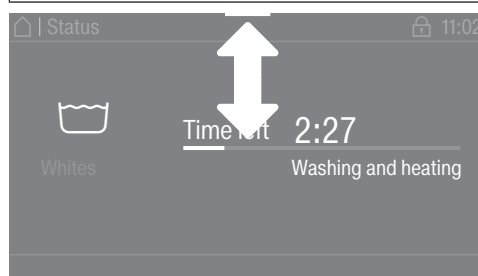 | Status 11:02
Time left 2:27
Whites
Washing and heating